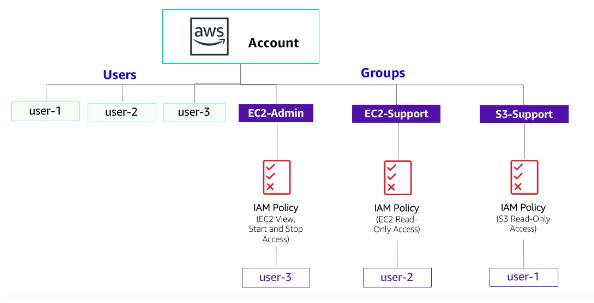 aws
Account
Users
Groups
user-1
user-2
user-3
EC2-Admin
EC2-Support
S3-Support
IAM Policy
(EC2 View,
Start and Stop
Access)
IAM Policy
(EC2 Read-
Only Access)
IAM Policy
(S3 Read-Only
Access)
user-3
user-2
user-1